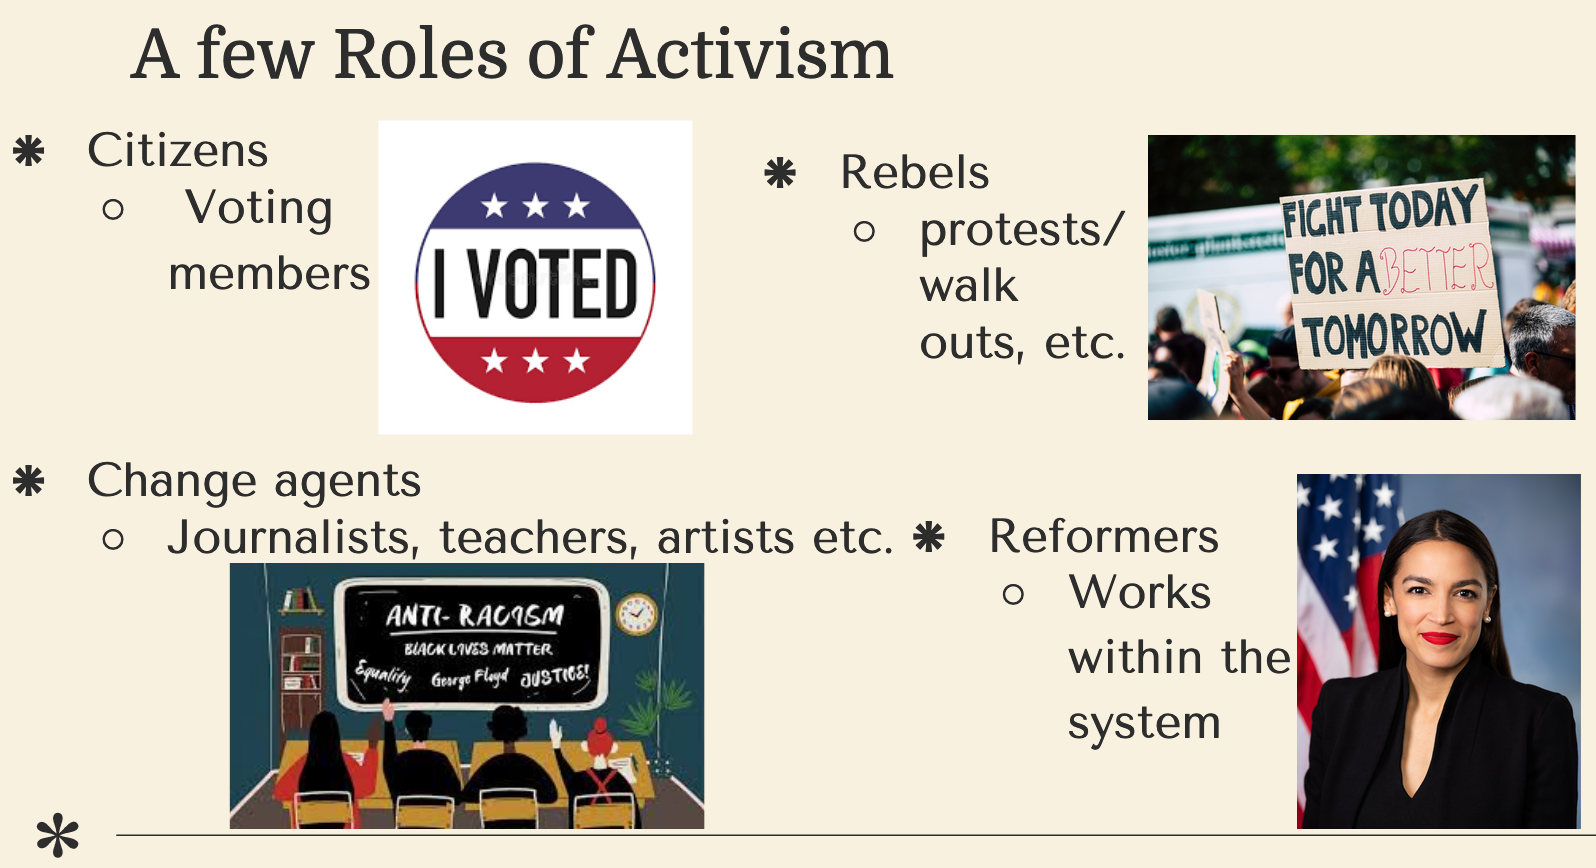 A few Roles of Activism
Citizens
Voting
members
I VOTED
Rebels
protests/
walk
outs, etc.
FIGHT TODAY
FOR A BETTER
TOMORROW
Change agents
Journalists, teachers, artists etc.
ANTI-RACISM
BLACK LIVES MATTER
Equality George Floyd JUSTICE!
Reformers
Works
within the
system